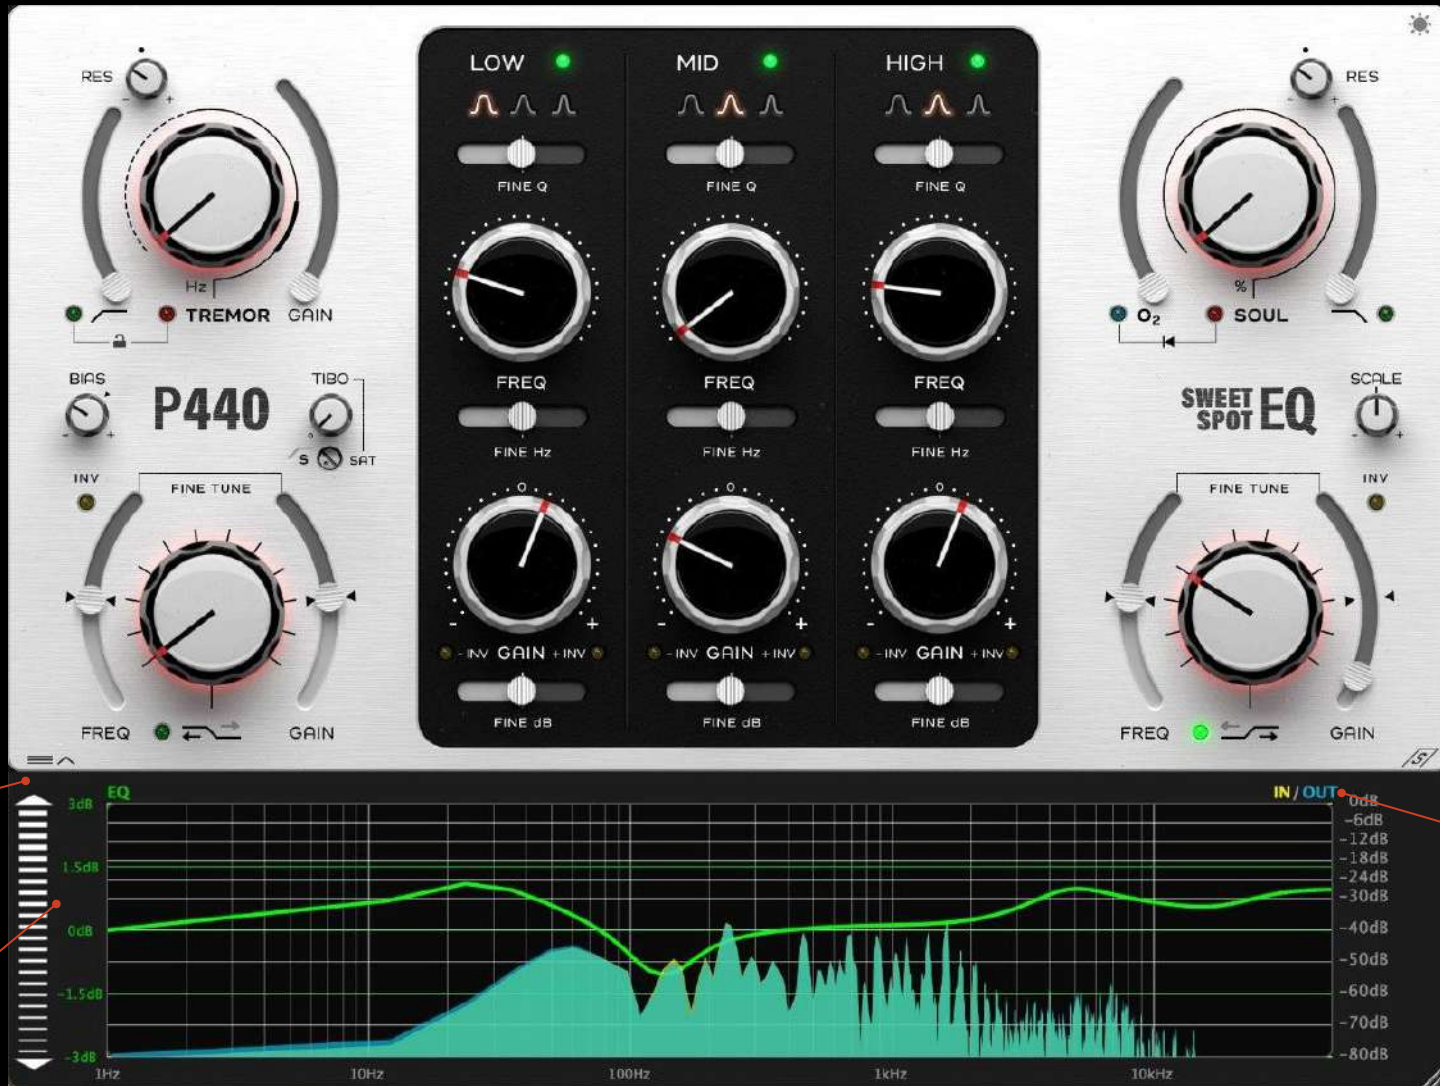 LOW
MID
HIGH
RES
RES
FINE Q
FINE Q
FINE Q
Hz
%
TREMOR
GAIN
O₂
SOUL
FREQ
FREQ
FREQ
BIAS
P440
TIBO
SWEET
SPOT
EQ
SCALE
- +
S
SAT
FINE Hz
FINE Hz
FINE Hz
INV
FINE TUNE
FINE TUNE
INV
0
0
0
- +
- +
- +
- INV GAIN + INV
- INV GAIN + INV
- INV GAIN + INV
FREQ
GAIN
FINE dB
FINE dB
FINE dB
FREQ
GAIN
EQ
IN / OUT
3dB
1.5dB
0dB
-1.5dB
-3dB
0dB
-6dB
-12dB
-18dB
-24dB
-30dB
-40dB
-50dB
-60dB
-70dB
-80dB
1Hz
10Hz
100Hz
1kHz
10kHz